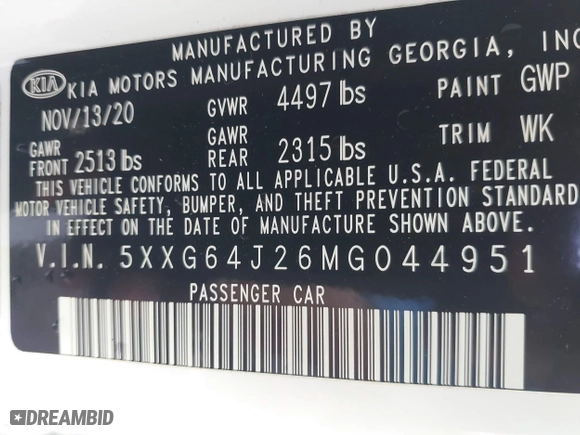 MANUFACTURED BY
KIA KIA MOTORS MANUFACTURING GEORGIA, INC
NOV/13/20 GVWR 4497 lbs PAINT GWP
GAWR FRONT 2513 lbs GAWR REAR 2315 lbs TRIM WK
THIS VEHICLE CONFORMS TO ALL APPLICABLE U.S.A. FEDERAL
MOTOR VEHICLE SAFETY, BUMPER, AND THEFT PREVENTION STANDARD
IN EFFECT ON THE DATE OF MANUFACTURE SHOWN ABOVE.
V.I.N. 5XXG64J26MG044951
PASSENGER CAR
DREAMBID